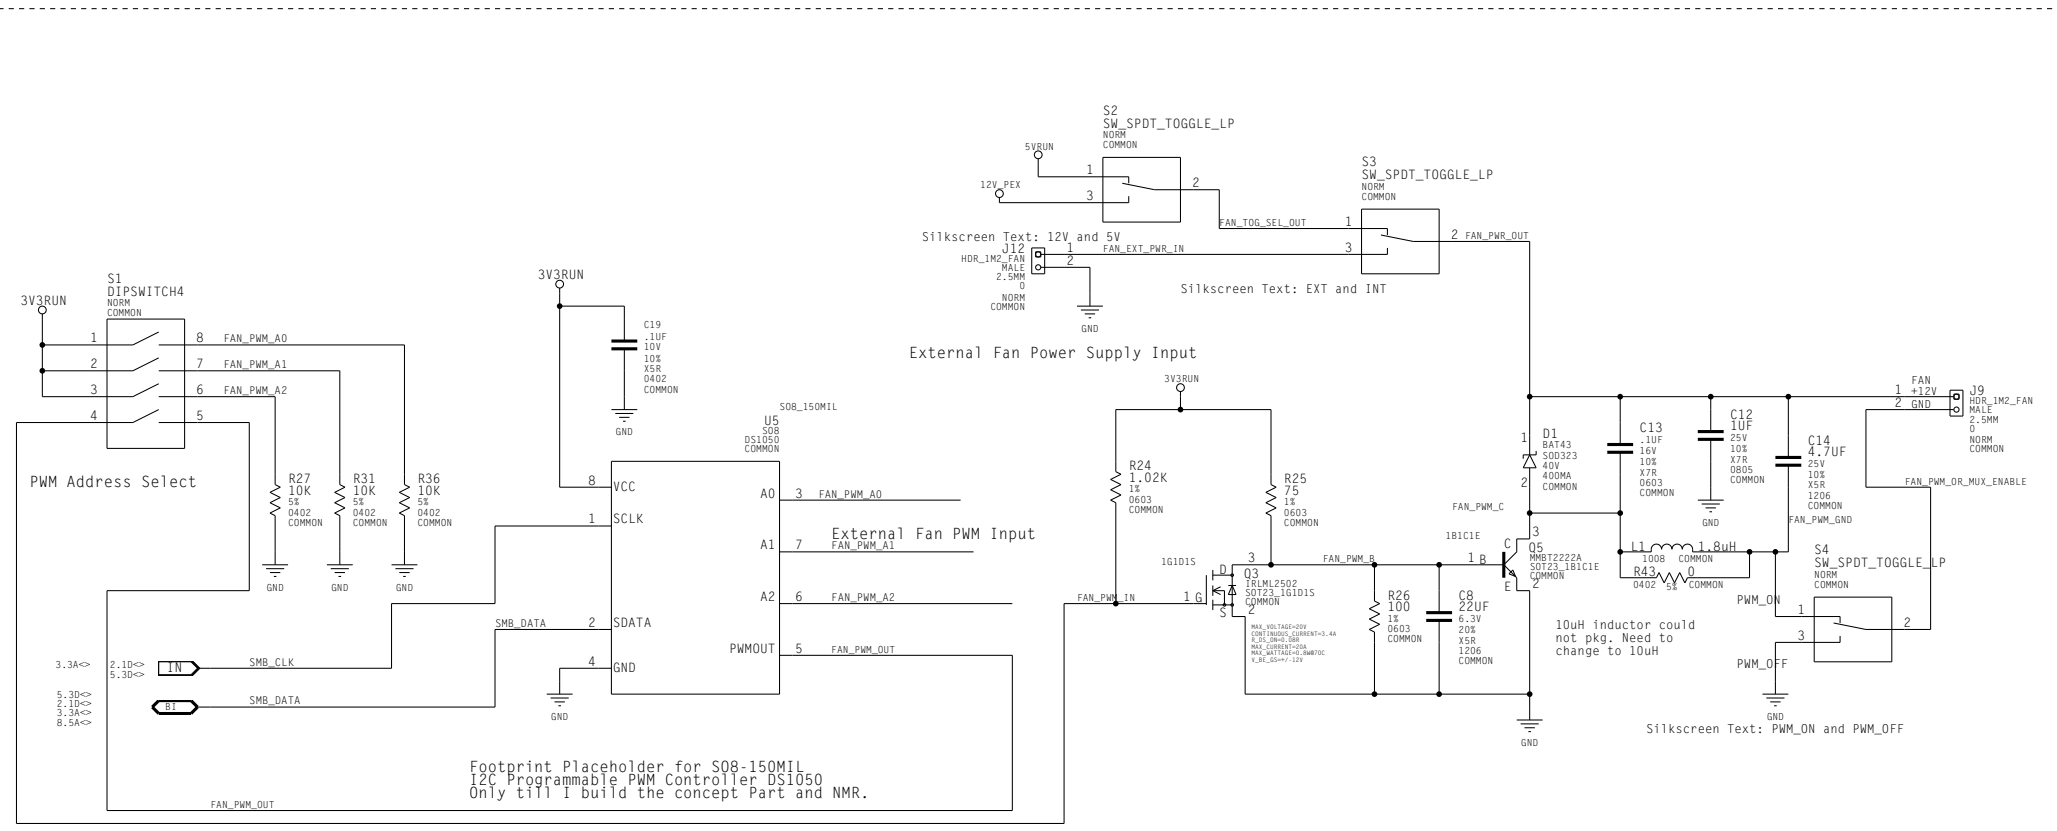 S2
SW_SPDT_TOGGLE_LP
NORM
COMMON
5VRUN
1
12V_PEX
3
2
S3
SW_SPDT_TOGGLE_LP
NORM
COMMON
FAN_TOG_SEL_OUT
1
3
2 FAN_PWR_OUT
Silkscreen Text: 12V and 5V
J12
HDR_1M2_FAN
MALE
2.5MM
0
NORM
COMMON
1
2
FAN_EXT_PWR_IN
GND
Silkscreen Text: EXT and INT
External Fan Power Supply Input
S1
DIPSWITCH4
NORM
COMMON
3V3RUN
1
2
3
4
8 FAN_PWM_A0
7 FAN_PWM_A1
6 FAN_PWM_A2
5
PWM Address Select
R27
10K
5%
0402
COMMON
R31
10K
5%
0402
COMMON
R36
10K
5%
0402
COMMON
GND
GND
GND
3V3RUN
C19
.1UF
10V
10%
X5R
0402
COMMON
GND
SO8_150MIL
U5
SO8
DS1050
COMMON
8 VCC
1 SCLK
2 SDATA
4 GND
A0 3 FAN_PWM_A0
External Fan PWM Input
A1 7 FAN_PWM_A1
A2 6 FAN_PWM_A2
PWMOUT 5 FAN_PWM_OUT
SMB_DATA
GND
3.3A<>
2.1D<>
5.3D<>
IN
SMB_CLK
5.3D<>
2.1D<>
3.3A<>
8.5A<>
BI
SMB_DATA
Footprint Placeholder for SO8-150MIL
I2C Programmable PWM Controller DS1050
Only till I build the concept Part and NMR.
FAN_PWM_OUT
3V3RUN
R24
1.02K
1%
0603
COMMON
R25
75
1%
0603
COMMON
FAN_PWM_IN
1G1D1S
1 G
D
3
S
2
Q3
IRLML2502
SOT23_1G1D1S
COMMON
MAX_VOLTAGE=20V
CONTINUOUS_CURRENT=3.4A
R_DS_ON=0.08R
MAX_CURRENT=20A
MAX_WATTAGE=0.8W@70C
V_BE_GS=+/-12V
FAN_PWM_B
R26
100
1%
0603
COMMON
C8
22UF
6.3V
20%
X5R
1206
COMMON
1B1C1E
1 B
C
3
E
2
Q5
MMBT2222A
SOT23_1B1C1E
COMMON
GND
FAN_PWM_C
1
2
D1
BAT43
SOD323
40V
400MA
COMMON
C13
.1UF
16V
10%
X7R
0603
COMMON
C12
1UF
25V
10%
X7R
0805
COMMON
GND
C14
4.7UF
25V
10%
X5R
1206
COMMON
FAN_PWM_GND
FAN
1 +12V
2 GND
J9
HDR_1M2_FAN
MALE
2.5MM
0
NORM
COMMON
FAN_PWM_OR_MUX_ENABLE
L1
1.8uH
1008
COMMON
R43
0
0402
5%
COMMON
10uH inductor could
not pkg. Need to
change to 10uH
S4
SW_SPDT_TOGGLE_LP
NORM
COMMON
PWM_ON
1
3
2
PWM_OFF
GND
Silkscreen Text: PWM_ON and PWM_OFF